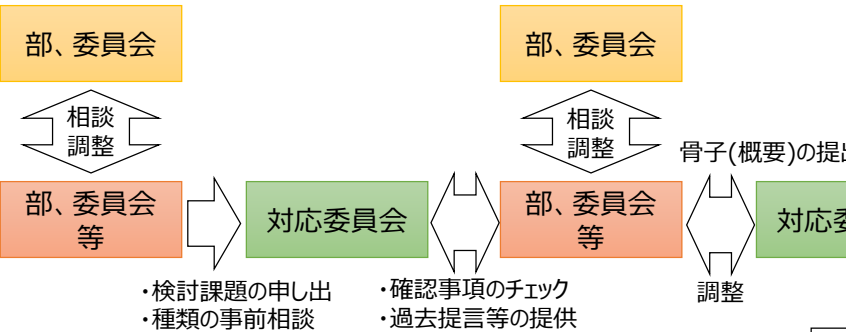 部、委員会
部、委員会
相談
調整
相談
調整
骨子(概要)の提
部、委員会
等
対応委員会
部、委員会
等
対応
・検討課題の申し出
・種類の事前相談
・確認事項のチェック
・過去提言等の提供
調整